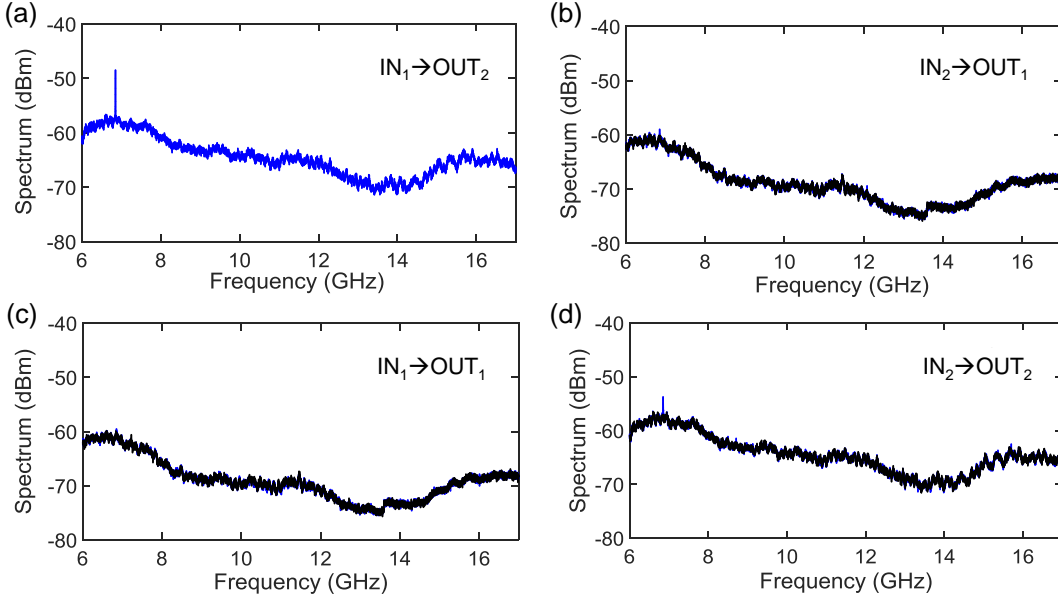 (a)
IN₁→OUT₂
Spectrum (dBm)
-40
-50
-60
-70
-80
6 8 10 12 14 16
Frequency (GHz)
(b)
IN₂→OUT₁
Spectrum (dBm)
-40
-50
-60
-70
-80
6 8 10 12 14 16
Frequency (GHz)
(c)
IN₁→OUT₁
Spectrum (dBm)
-40
-50
-60
-70
-80
6 8 10 12 14 16
Frequency (GHz)
(d)
IN₂→OUT₂
Spectrum (dBm)
-40
-50
-60
-70
-80
6 8 10 12 14 16
Frequency (GHz)